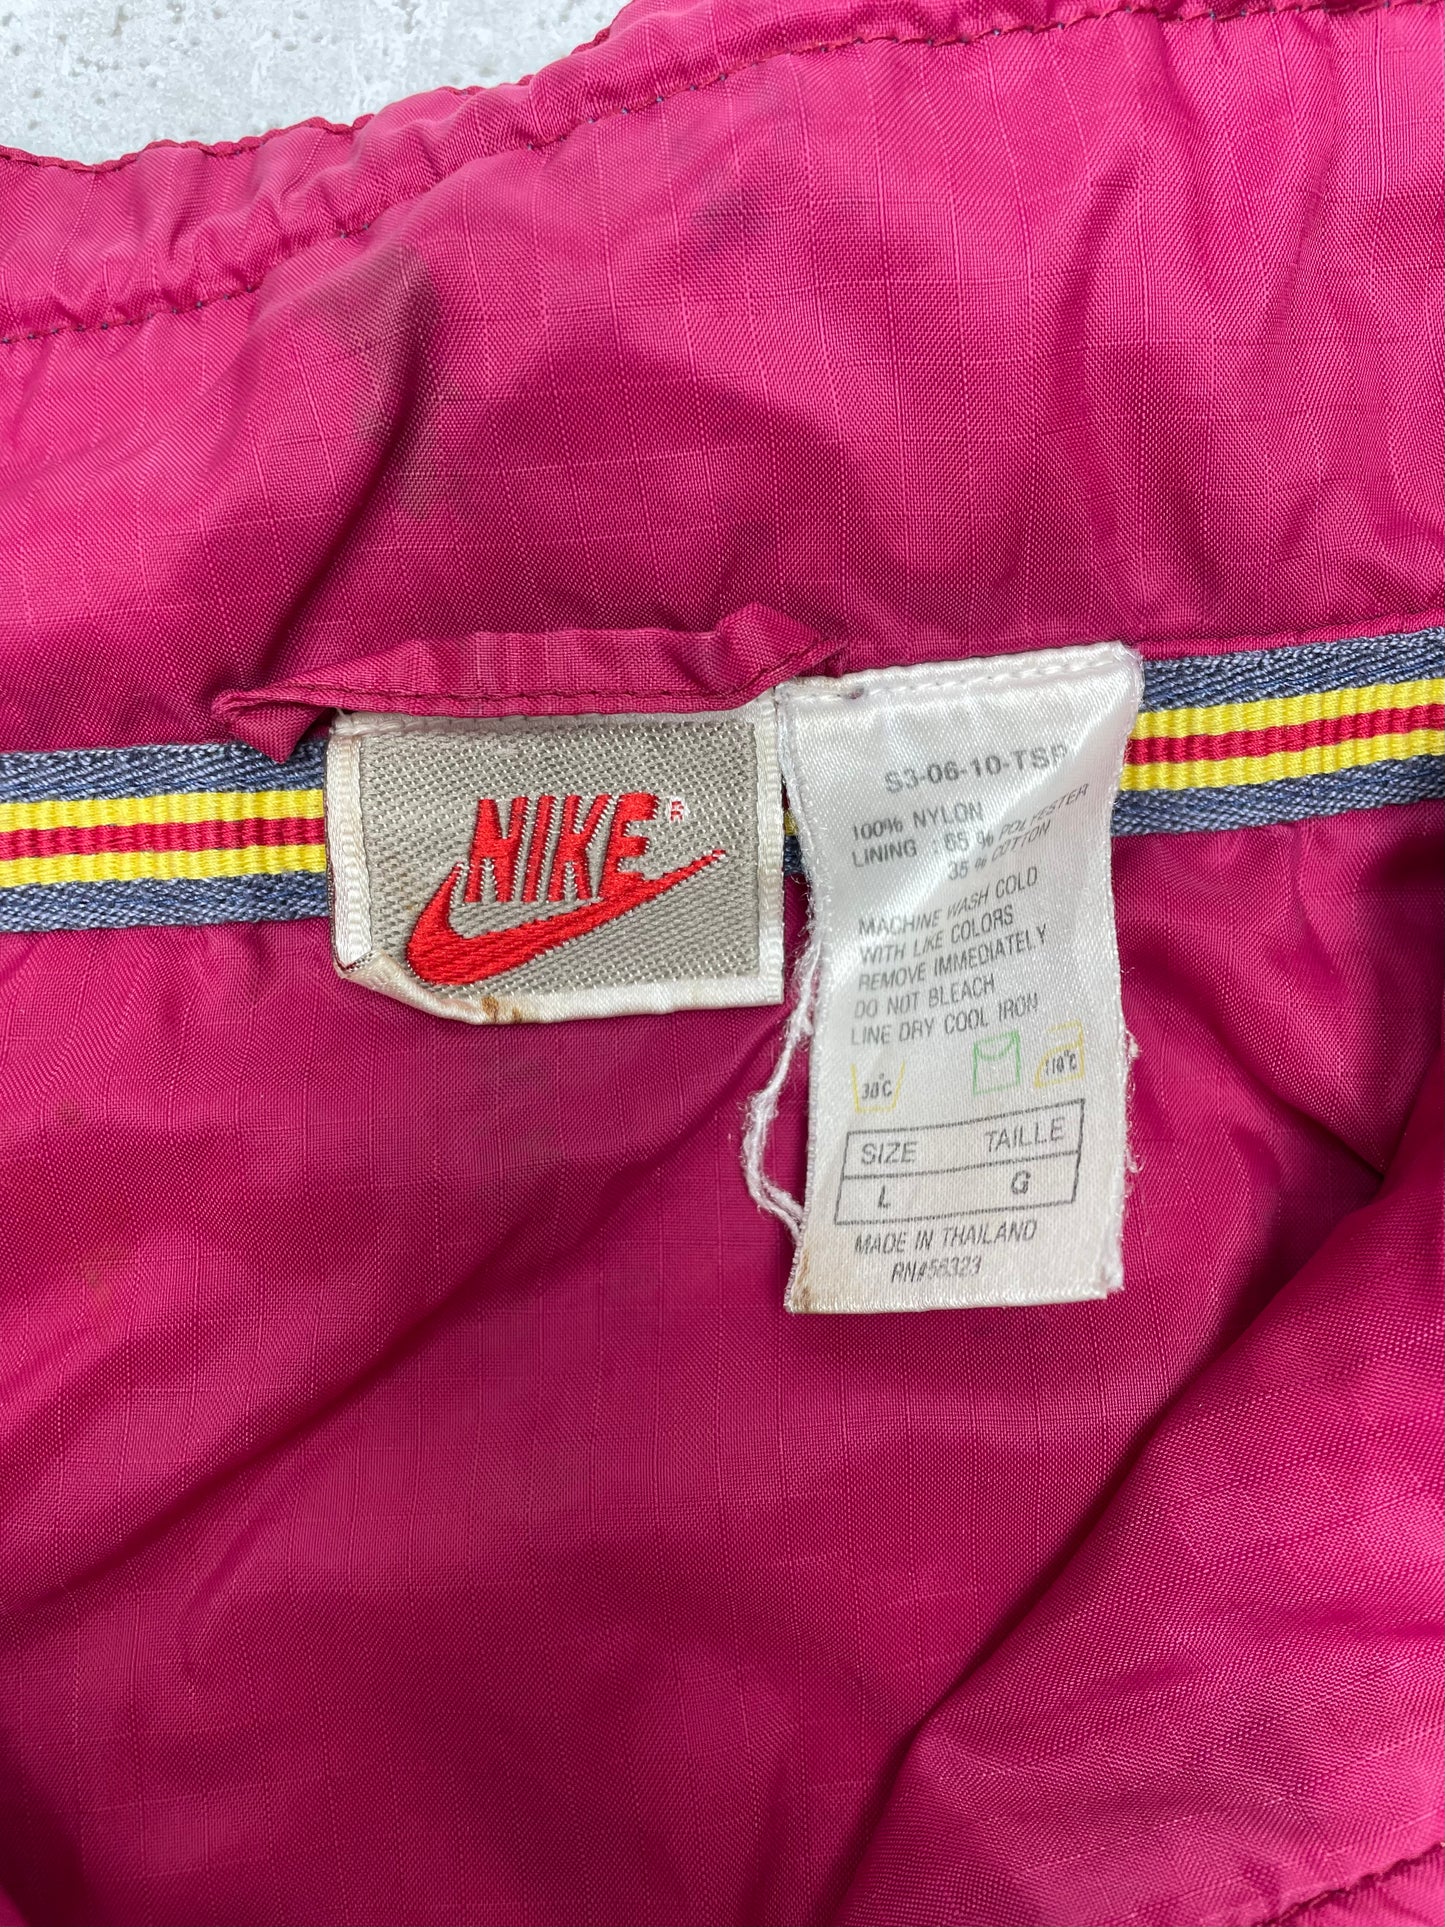 NIKE®
S3-06-10-TSP
100% NYLON
LINING : 65 % POLYESTER
35 % COTTON
MACHINE WASH COLD
WITH LIKE COLORS
REMOVE IMMEDIATELY
DO NOT BLEACH
LINE DRY COOL IRON
30°C 110°C
SIZE TAILLE
L G
MADE IN THAILAND
RN#56323